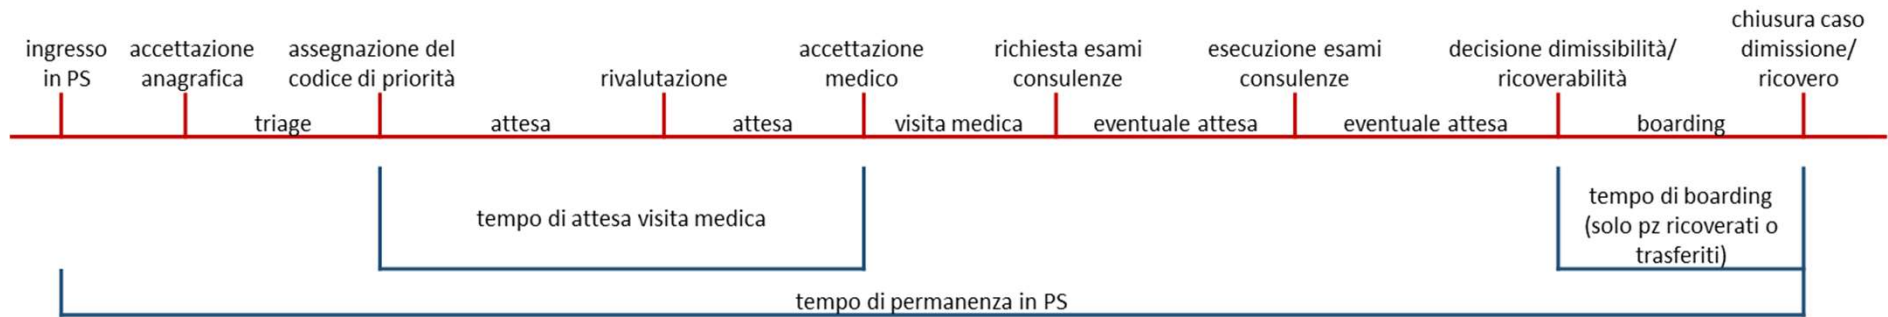 ingresso
in PS
accettazione
anagrafica
assegnazione del
codice di priorità
rivalutazione
accettazione
medico
richiesta esami
consulenze
esecuzione esami
consulenze
decisione dimissibilità/
ricoverabilità
chiusura caso
dimissione/
ricovero
triage
attesa
attesa
visita medica
eventuale attesa
eventuale attesa
boarding
tempo di attesa visita medica
tempo di boarding
(solo pz ricoverati o
trasferiti)
tempo di permanenza in PS